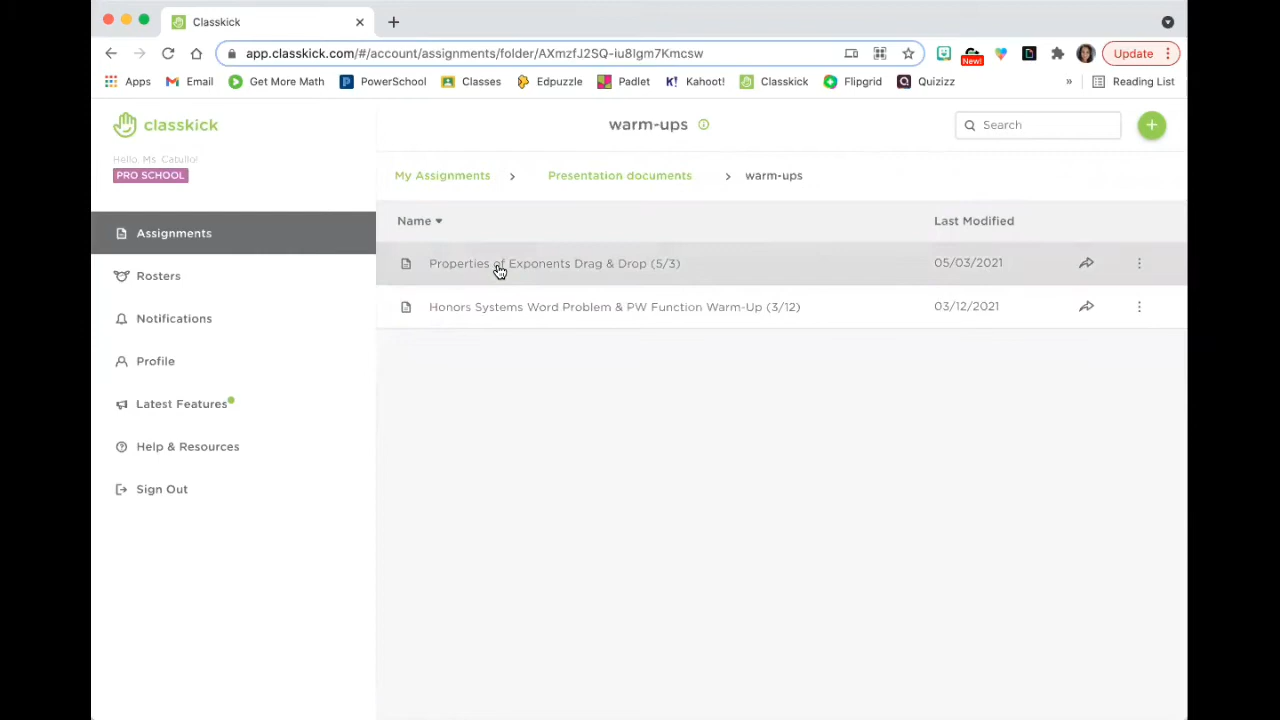 Classkick
app.classkick.com/#/account/assignments/folder/AXmzfJ2SQ-iu8Igm7Kmcsw
New!
Update
Apps Email Get More Math PowerSchool Classes Edpuzzle Padlet K! Kahoot! Classkick Flipgrid Quizizz » Reading List
classkick
Hello, Ms. Catullo!
PRO SCHOOL
Assignments
Rosters
Notifications
Profile
Latest Features
Help & Resources
Sign Out
warm-ups
Search
My Assignments > Presentation documents > warm-ups
Name Last Modified
Properties of Exponents Drag & Drop (5/3) 05/03/2021
Honors Systems Word Problem & PW Function Warm-Up (3/12) 03/12/2021